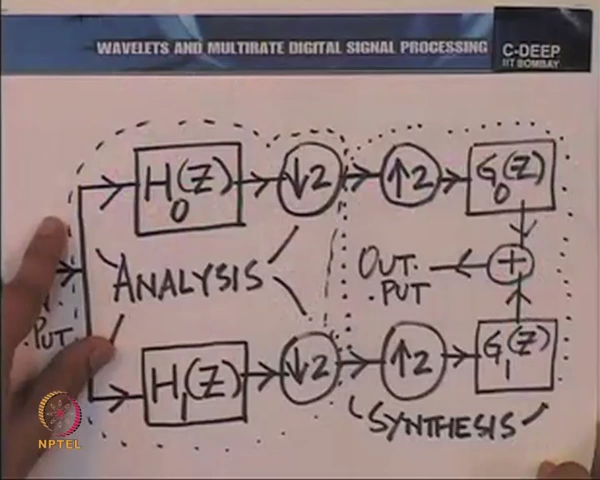 WAVELETS AND MULTIRATE DIGITAL SIGNAL PROCESSING
C-DEEP
IIT BOMBAY
H0(Z) ↓2 ↑2 G0(Z)
ANALYSIS
OUT.
.PUT
+
.PUT
H1(Z) ↓2 ↑2 G1(Z)
SYNTHESIS
NPTEL